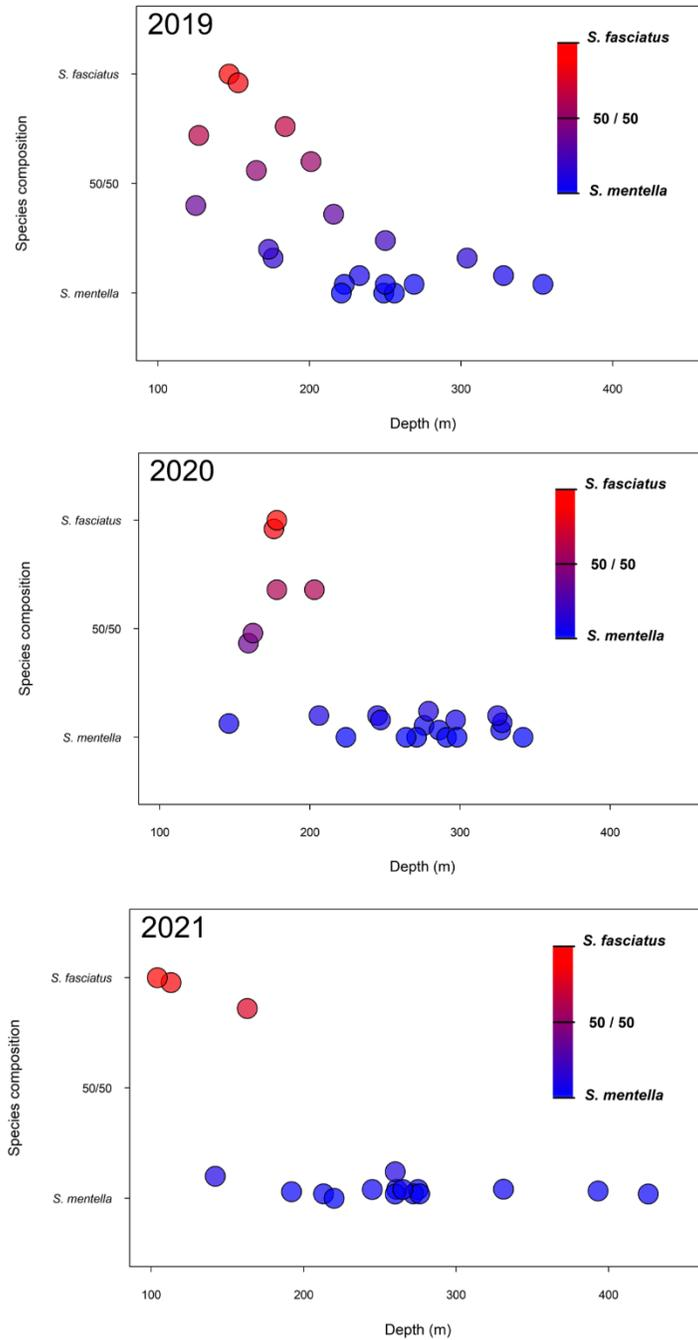 2019
S. fasciatus
50/50
S. mentella
Species composition
S. fasciatus
50 / 50
S. mentella
100 200 300 400
Depth (m)
2020
S. fasciatus
50/50
S. mentella
Species composition
S. fasciatus
50 / 50
S. mentella
100 200 300 400
Depth (m)
2021
S. fasciatus
50/50
S. mentella
Species composition
S. fasciatus
50 / 50
S. mentella
100 200 300 400
Depth (m)